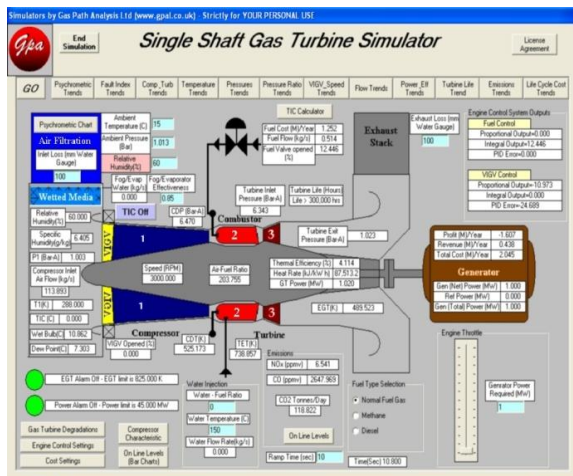 Simulators by Gas Path Analysis Ltd (www.gpal.co.uk) - Strictly for YOUR PERSONAL USE
Gpa
End Simulation
Single Shaft Gas Turbine Simulator
License Agreement
GO
Psychrometric Trends
Fault Index Trends
Comp_Turb Trends
Temperature Trends
Pressures Trends
Pressure Ratio Trends
VIGV_Speed Trends
Flow Trends
Power_Eff Trends
Turbine Life Trend
Emissions Trends
Life Cycle Cost Trends
Psychrometric Chart
Air Filtration
Inlet Loss (mm Water Gauge)
100
Ambient Temperature (C) 15
Ambient Pressure (Bar) 1.013
Relative Humidity(%) 60
Fog/Evap Water (kg/s) 0.000
Fog/Evaporator Effectiveness 0.85
Wetted Media
TIC Off
TIC Calculator
Fuel Cost (M)/Year 1.252
Fuel Flow (kg/s) 0.514
Fuel Valve opened (%) 12.446
Exhaust Stack
Exhaust Loss (mm Water Gauge)
100
Engine Control System Outputs
Fuel Control
Proportional Output=0.000
Integral Output=12.446
PID Error=0.000
VIGV Control
Proportional Output=-10.973
PID Error=-24.689
Relative Humidity(%) 60.000
Specific Humidity(g/kg) 6.405
P1 (Bar-A) 1.003
Compressor Inlet Air Flow (kg/s)
113.893
T1(K) 288.000
TIC (C) 0.000
Wet Bulb(C) 10.862
Dew Point(C) 7.303
VIGV
VIGV
CDP (Bar-A)
6.470
Combustor
Turbine Inlet Pressure (Bar-A)
6.343
Turbine Life (Hours)
Life > 300,000 hrs
1
2
3
Turbine Exit Pressure (Bar-A) 1.023
Speed (RPM)
3000.000
Air-Fuel Ratio
203.755
Thermal Efficiency (%) 4.114
Heat Rate (kJ/kW h) 87,513.2
GT Power (MW) 1.020
1
2
3
EGT(K) 489.523
Compressor
Turbine
VIGV Opened (%)
0.000
CDT(K)
525.173
TET(K)
738.857
Profit (M)/Year -1.607
Revenue (M)/Year 0.438
Total Cost (M)/Year 2.045
Generator
Gen (Net) Power (MW) 1.000
Ref Power (MW) 0.000
Gen (Total) Power (MW) 1.000
EGT Alarm Off - EGT limit is 825.000 K
Power Alarm Off - Power limit is 45.000 MW
Water Injection
Water - Fuel Ratio
0
Water Temperature (C)
150
Water Flow Rate(kg/s)
0.000
Emissions
NOx (ppmv) 6.541
CO (ppmv) 2647.969
CO2 Tonnes/Day
118.822
On Line Levels
Ramp Time (sec) 10
Fuel Type Selection
Normal Fuel Gas
Methane
Diesel
Time(Sec) 10.800
Engine Throttle
Genrator Power Required (MW)
1
Gas Turbine Degradations
Engine Control Settings
Cost Settings
Compressor Characteristic
On Line Levels (Bar Charts)